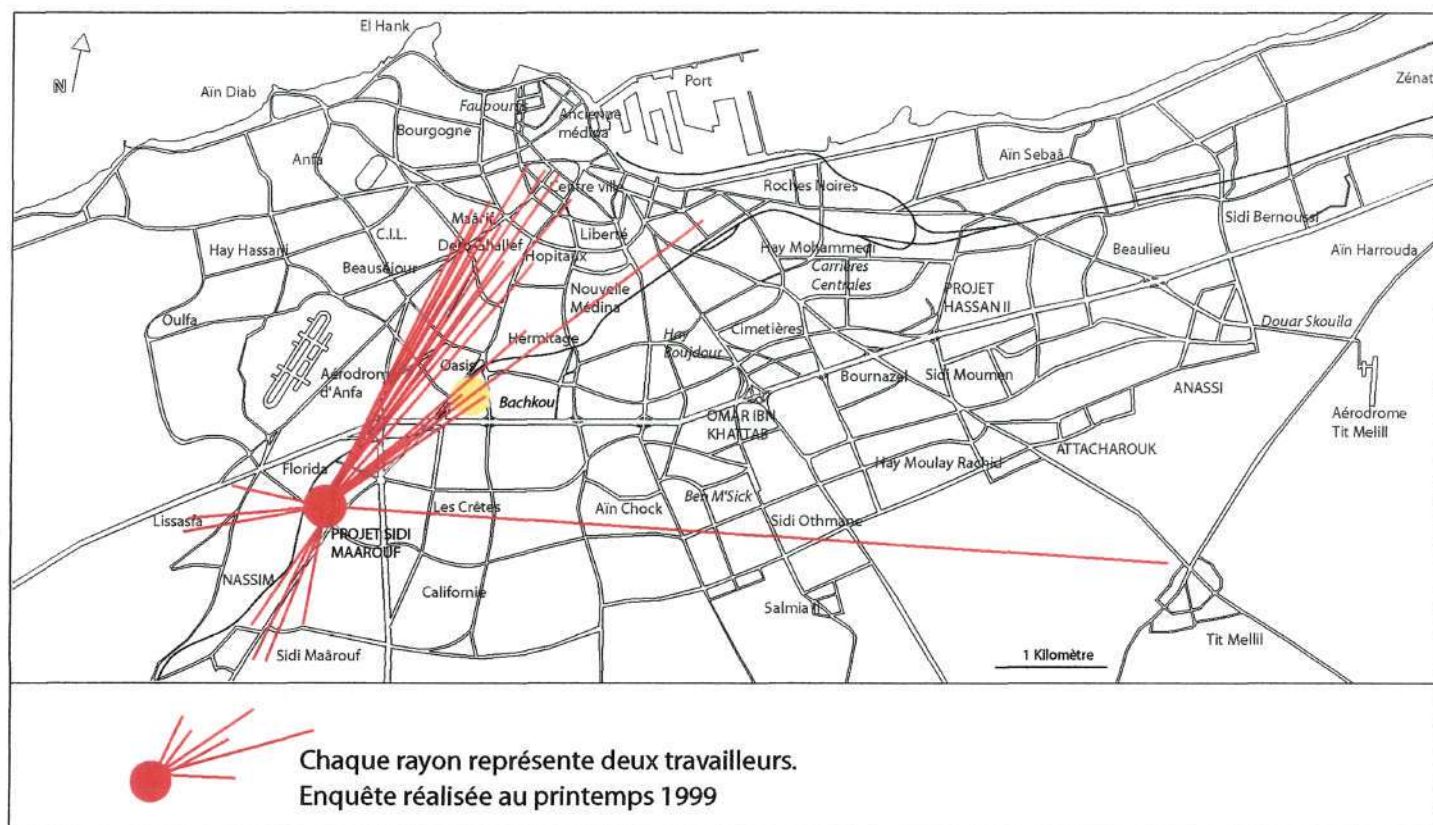 El Hank
N
Aïn Diab
Port
Zénat
Faubourgs
Ancienne
médina
Bourgogne
Anfa
Aïn Sebaâ
Centre ville
Roches Noires
Maârif
Sidi Bernoussi
C.I.L.
Derb Ghallef
Liberté
Hay Hassani
Hopitaux
Hay Mohammedi
Beaulieu
Aïn Harrouda
Beauséjour
Carrières
Centrales
Nouvelle
Médina
PROJET
HASSAN II
Oulfa
Cimetières
Douar Skouila
Hermitage
Hay
Boujdour
Oasis
Aérodrome
d'Anfa
Bournazel
Sidi Moumen
ANASSI
Bachkou
OMAR IBN
KHATTAB
Aérodrome
Tit Melill
ATTACHAROUK
Florida
Hay Moulay Rachid
Ben M'Sick
Les Crêtes
Aïn Chock
Lissasfa
Sidi Othmane
PROJET SIDI
MAAROUF
NASSIM
Californie
Salmia II
Tit Mellil
Sidi Maârouf
1 Kilomètre
Chaque rayon représente deux travailleurs.
Enquête réalisée au printemps 1999